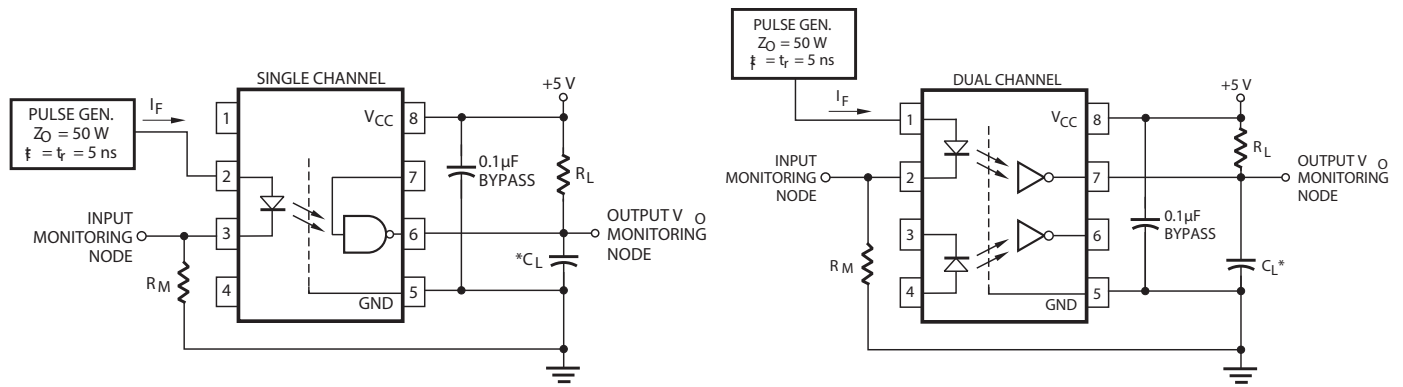 SINGLE CHANNEL
PULSE GEN.
ZO = 50 W
tf = tr = 5 ns
IF
1
2
3
4
VCC
8
7
6
5
GND
+5 V
0.1µF
BYPASS
RL
INPUT
MONITORING
NODE
RM
*CL
OUTPUT V O
MONITORING
NODE
PULSE GEN.
ZO = 50 W
tf = tr = 5 ns
DUAL CHANNEL
IF
1
2
3
4
VCC
8
7
6
5
GND
+5 V
RL
INPUT
MONITORING
NODE
RM
0.1µF
BYPASS
CL*
OUTPUT V O
MONITORING
NODE